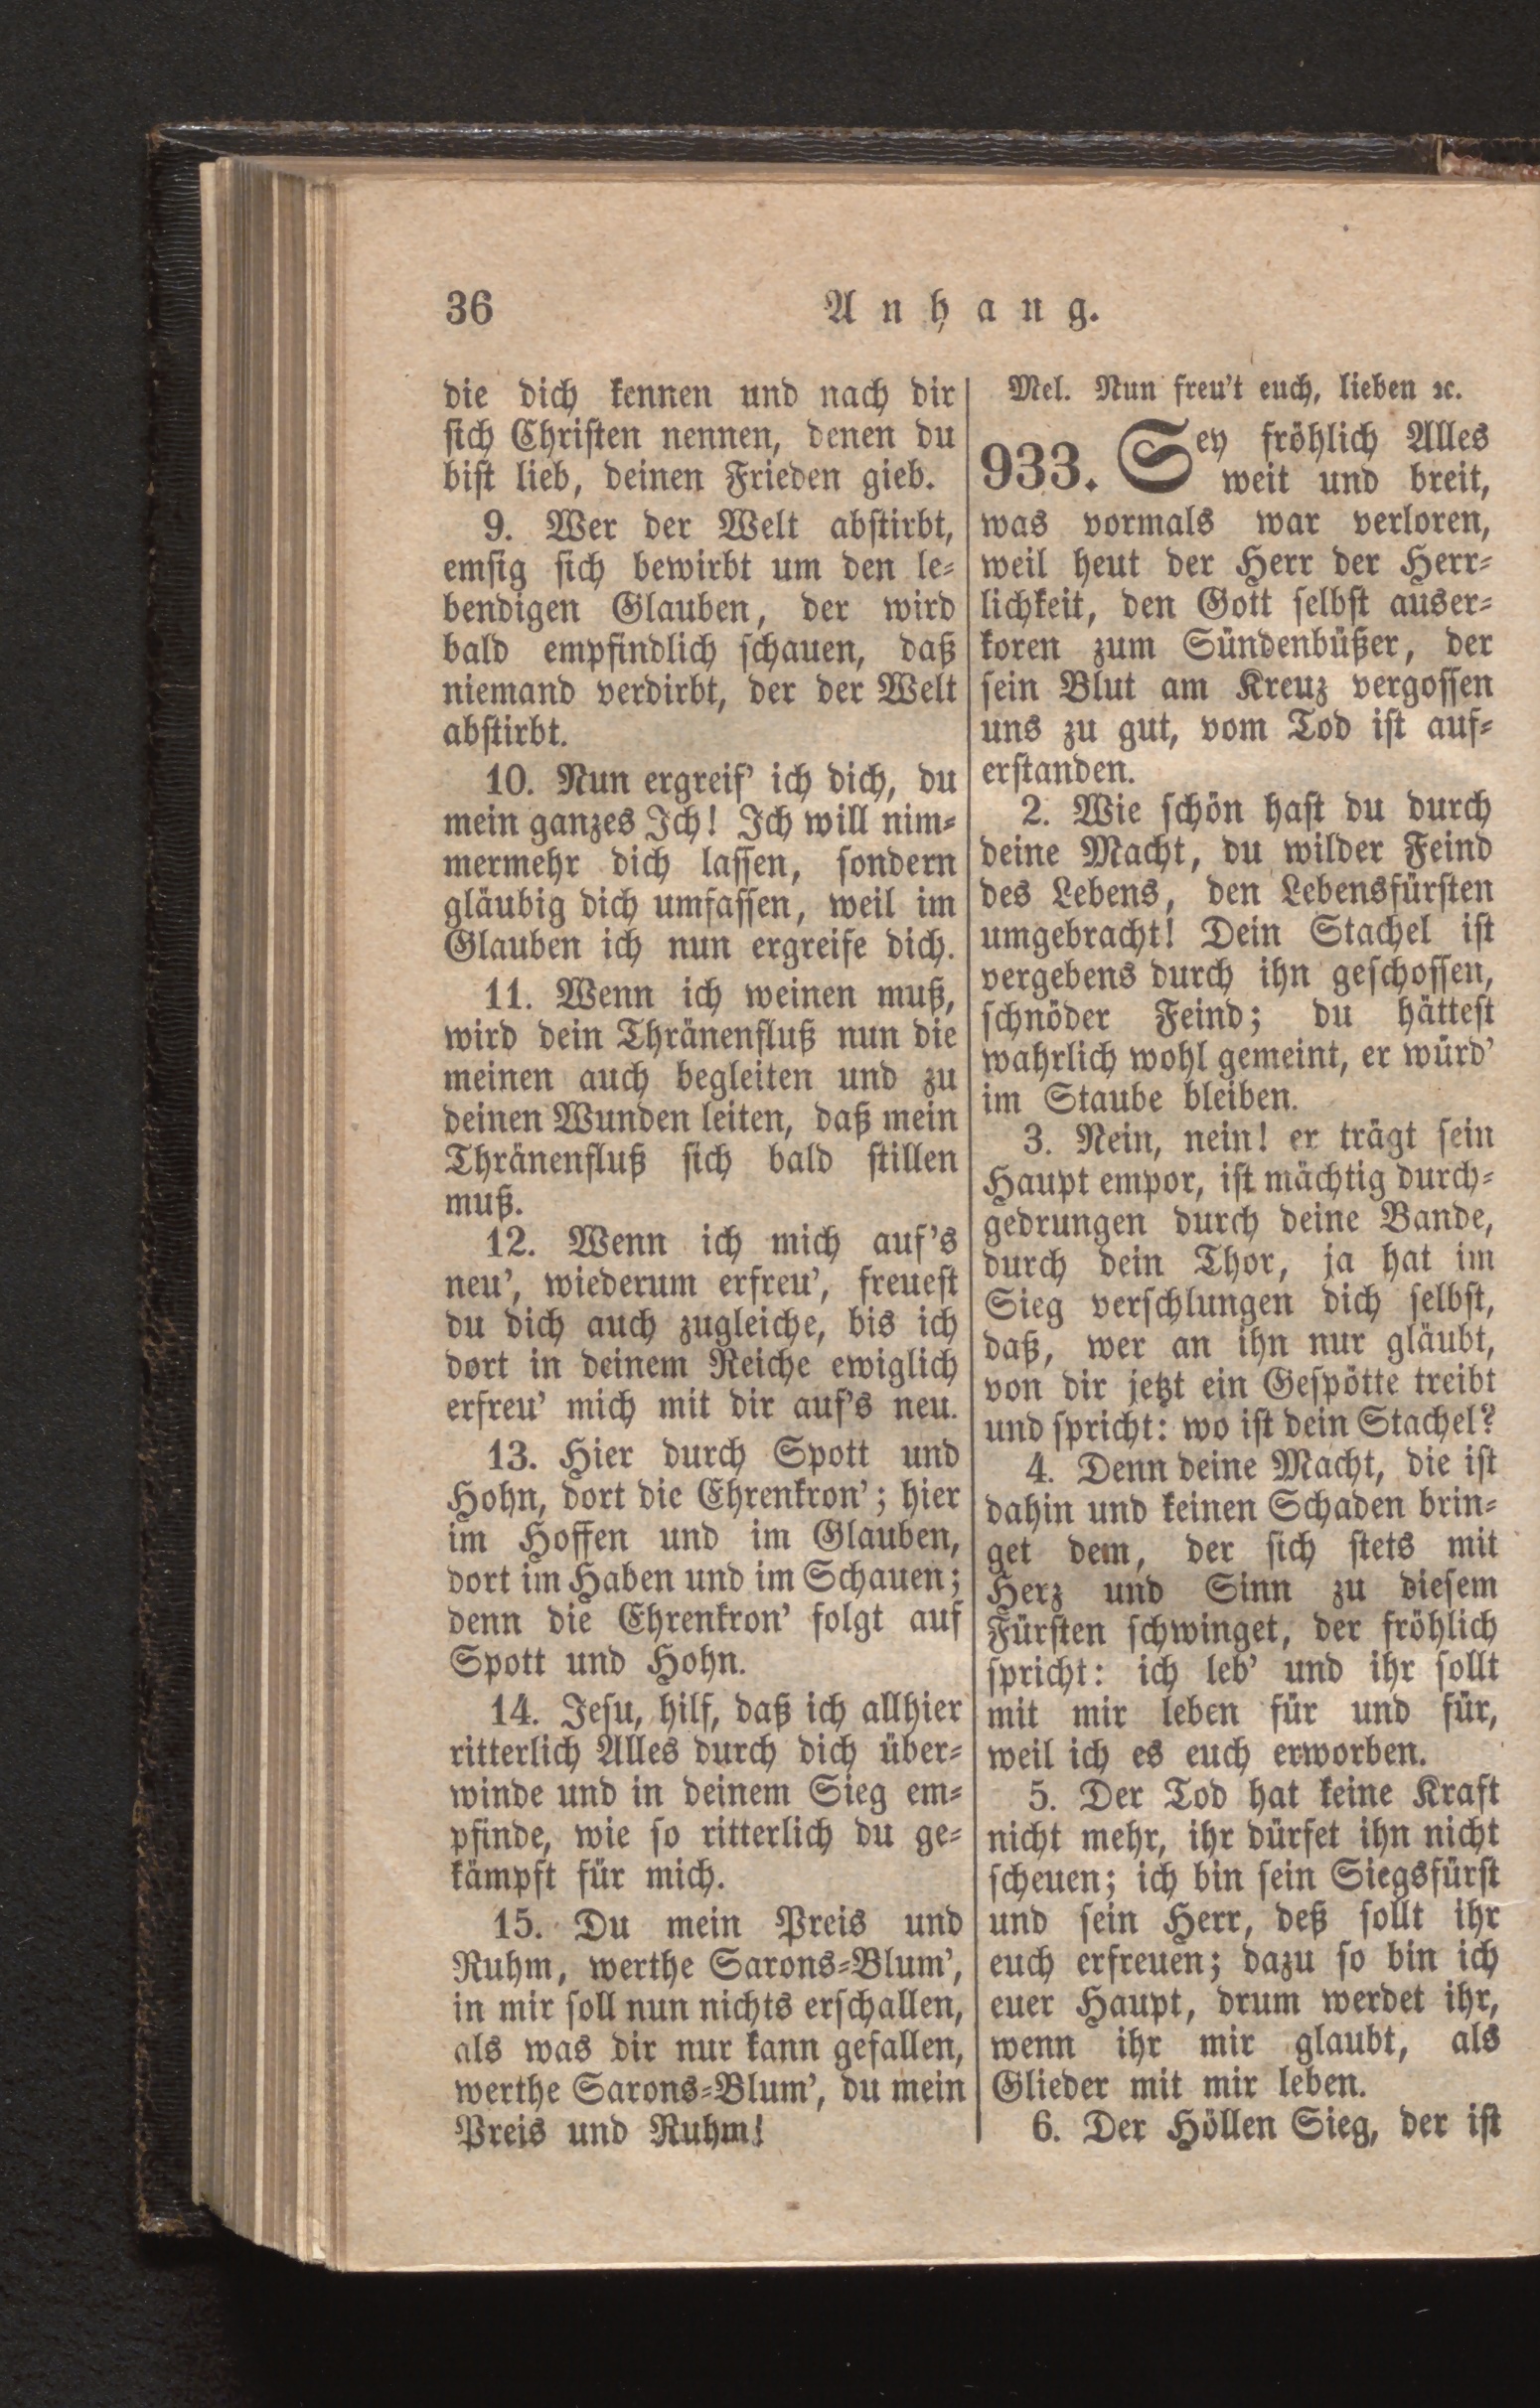 36
Anhang.
die dich kennen und nach dir
sich Christen nennen, denen du
bist lieb, deinen Frieden gieb.
9. Wer der Welt abstirbt,
emsig sich bewirbt um den le-
bendigen Glauben, der wird
bald empfindlich schauen, daß
niemand verdirbt, der der Welt
abstirbt.
10. Nun ergreif' ich dich, du
mein ganzes Ich! Ich will nim-
mermehr dich lassen, sondern
gläubig dich umfassen, weil im
Glauben ich nun ergreife dich.
11. Wenn ich weinen muß,
wird dein Thränenfluß nun die
meinen auch begleiten und zu
deinen Wunden leiten, daß mein
Thränenfluß sich bald stillen
muß.
12. Wenn ich mich auf's
neu', wiederum erfreu', freuest
du dich auch zugleiche, bis ich
dort in deinem Reiche ewiglich
erfreu' mich mit dir auf's neu.
13. Hier durch Spott und
Hohn, dort die Ehrenkron'; hier
im Hoffen und im Glauben,
dort im Haben und im Schauen;
denn die Ehrenkron' folgt auf
Spott und Hohn.
14. Jesu, hilf, daß ich allhier
ritterlich Alles durch dich über-
winde und in deinem Sieg em-
pfinde, wie so ritterlich du ge-
kämpft für mich.
15. Du mein Preis und
Ruhm, werthe Sarons-Blum',
in mir soll nun nichts erschallen,
als was dir nur kann gefallen,
werthe Sarons-Blum', du mein
Preis und Ruhm!
Mel. Nun freu't euch, lieben ꝛc.
933. Sey fröhlich Alles
weit und breit,
was vormals war verloren,
weil heut der Herr der Herr-
lichkeit, den Gott selbst auser-
koren zum Sündenbüßer, der
sein Blut am Kreuz vergossen
uns zu gut, vom Tod ist auf-
erstanden.
2. Wie schön hast du durch
deine Macht, du wilder Feind
des Lebens, den Lebensfürsten
umgebracht! Dein Stachel ist
vergebens durch ihn geschossen,
schnöder Feind; du hättest
wahrlich wohl gemeint, er würd'
im Staube bleiben.
3. Nein, nein! er trägt sein
Haupt empor, ist mächtig durch-
gedrungen durch deine Bande,
durch dein Thor, ja hat im
Sieg verschlungen dich selbst,
daß, wer an ihn nur gläubt,
von dir jetzt ein Gespötte treibt
und spricht: wo ist dein Stachel?
4. Denn deine Macht, die ist
dahin und keinen Schaden brin-
get dem, der sich stets mit
Herz und Sinn zu diesem
Fürsten schwinget, der fröhlich
spricht: ich leb' und ihr sollt
mit mir leben für und für,
weil ich es euch erworben.
5. Der Tod hat keine Kraft
nicht mehr, ihr dürfet ihn nicht
scheuen; ich bin sein Siegsfürst
und sein Herr, deß sollt ihr
euch erfreuen; dazu so bin ich
euer Haupt, drum werdet ihr,
wenn ihr mir glaubt, als
Glieder mit mir leben.
6. Der Höllen Sieg, der ist